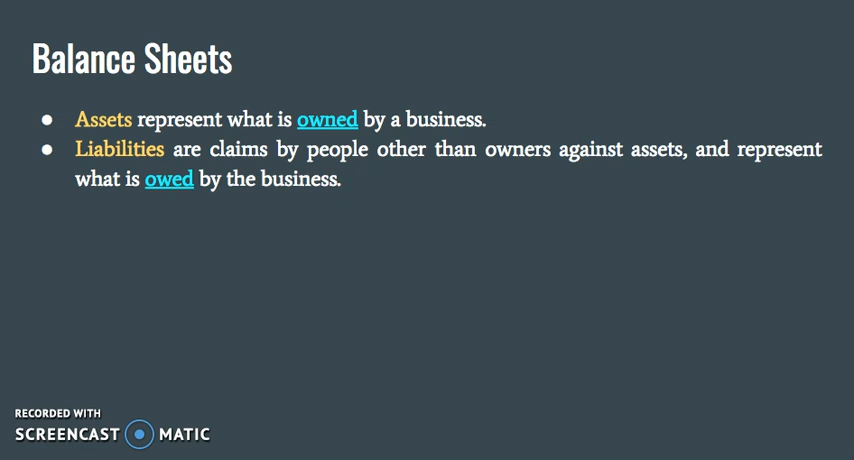 Balance Sheets
● Assets represent what is owned by a business.
● Liabilities are claims by people other than owners against assets, and represent
what is owed by the business.
RECORDED WITH
SCREENCAST MATIC